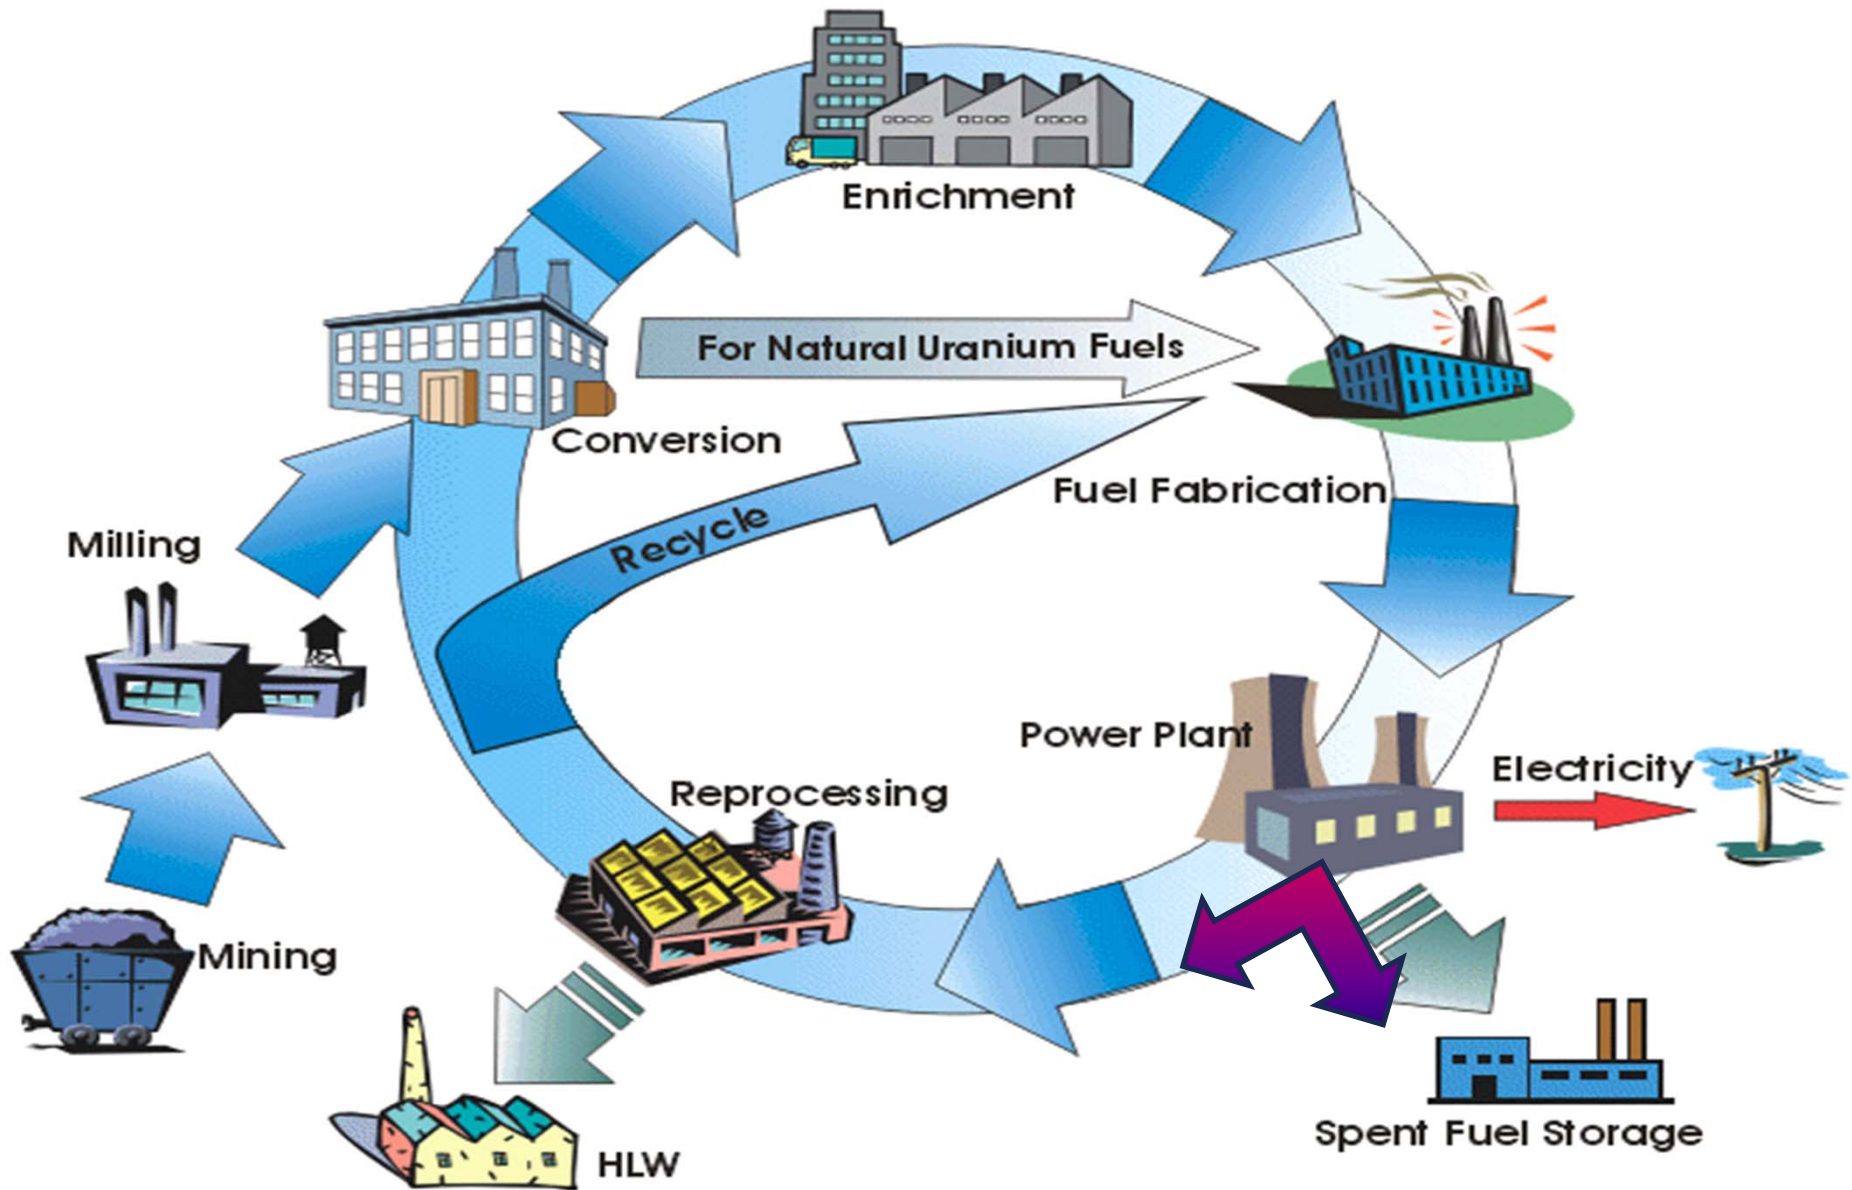 Enrichment
For Natural Uranium Fuels
Conversion
Fuel Fabrication
Recycle
Milling
Power Plant
Electricity
Reprocessing
Mining
Spent Fuel Storage
HLW